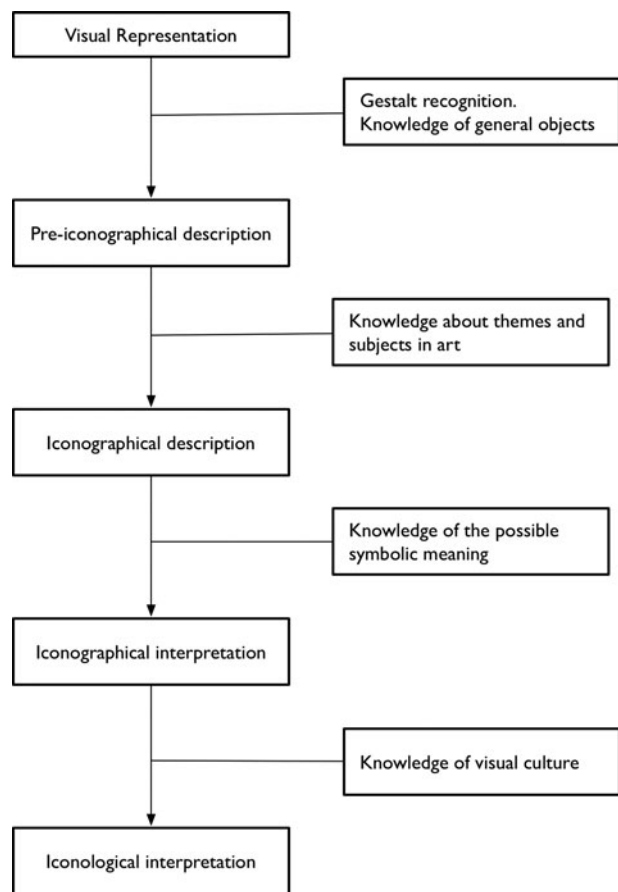 Visual Representation
Gestalt recognition.
Knowledge of general objects
Pre-iconographical description
Knowledge about themes and
subjects in art
Iconographical description
Knowledge of the possible
symbolic meaning
Iconographical interpretation
Knowledge of visual culture
Iconological interpretation